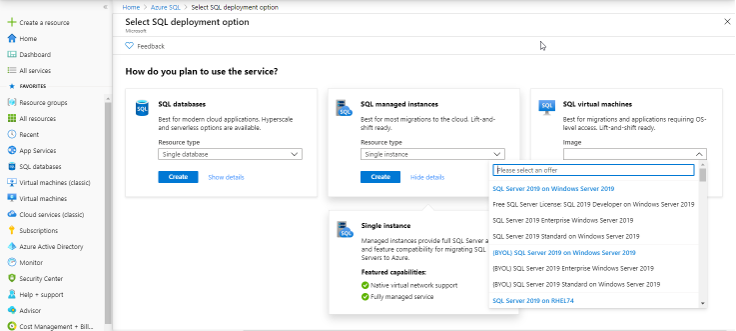 Create a resource
Home
Dashboard
All services
FAVORITES
Resource groups
All resources
Recent
App Services
SQL databases
Virtual machines (classic)
Virtual machines
Cloud services (classic)
Subscriptions
Azure Active Directory
Monitor
Security Center
Help + support
Advisor
Cost Management + Bill...
Home > Azure SQL > Select SQL deployment option
Select SQL deployment option
Microsoft
Feedback
How do you plan to use the service?
SQL
SQL databases
Best for modern cloud applications. Hyperscale
and serverless options are available.
Resource type
Single database
Create Show details
SQL
SQL managed instances
Best for most migrations to the cloud. Lift-and-
shift ready.
Resource type
Single instance
Create Hide details
SQL
Single instance
Managed instances provide full SQL Server a
and feature compatibility for migrating SQL
Servers to Azure.
Featured capabilities:
Native virtual network support
Fully managed service
SQL
SQL virtual machines
Best for migrations and applications requiring OS-
level access. Lift-and-shift ready.
Image
Please select an offer
SQL Server 2019 on Windows Server 2019
Free SQL Server License: SQL 2019 Developer on Windows Server 2019
SQL Server 2019 Enterprise Windows Server 2019
SQL Server 2019 Standard on Windows Server 2019
(BYOL) SQL Server 2019 on Windows Server 2019
(BYOL) SQL Server 2019 Enterprise Windows Server 2019
(BYOL) SQL Server 2019 Standard on Windows Server 2019
SQL Server 2019 on RHEL74